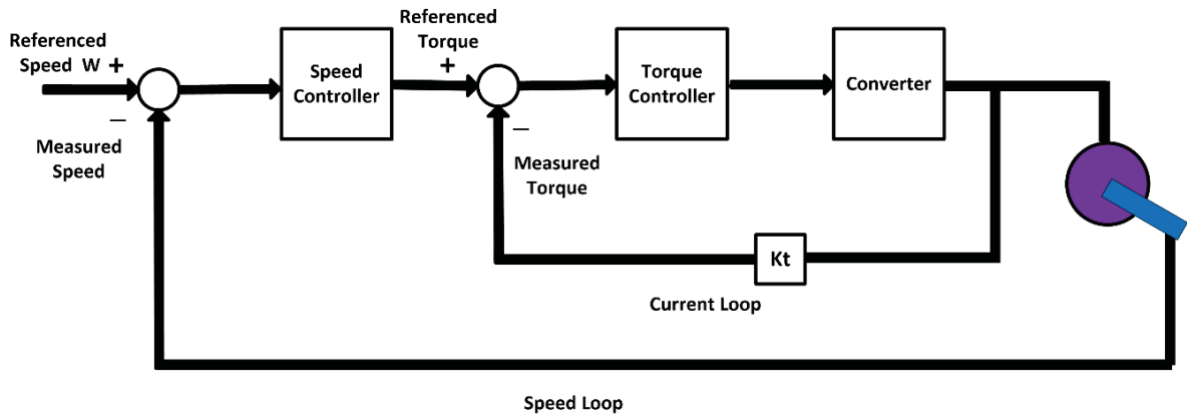 Referenced
Speed W +
−
Measured
Speed
Speed
Controller
Referenced
Torque
+
−
Measured
Torque
Torque
Controller
Converter
Kt
Current Loop
Speed Loop